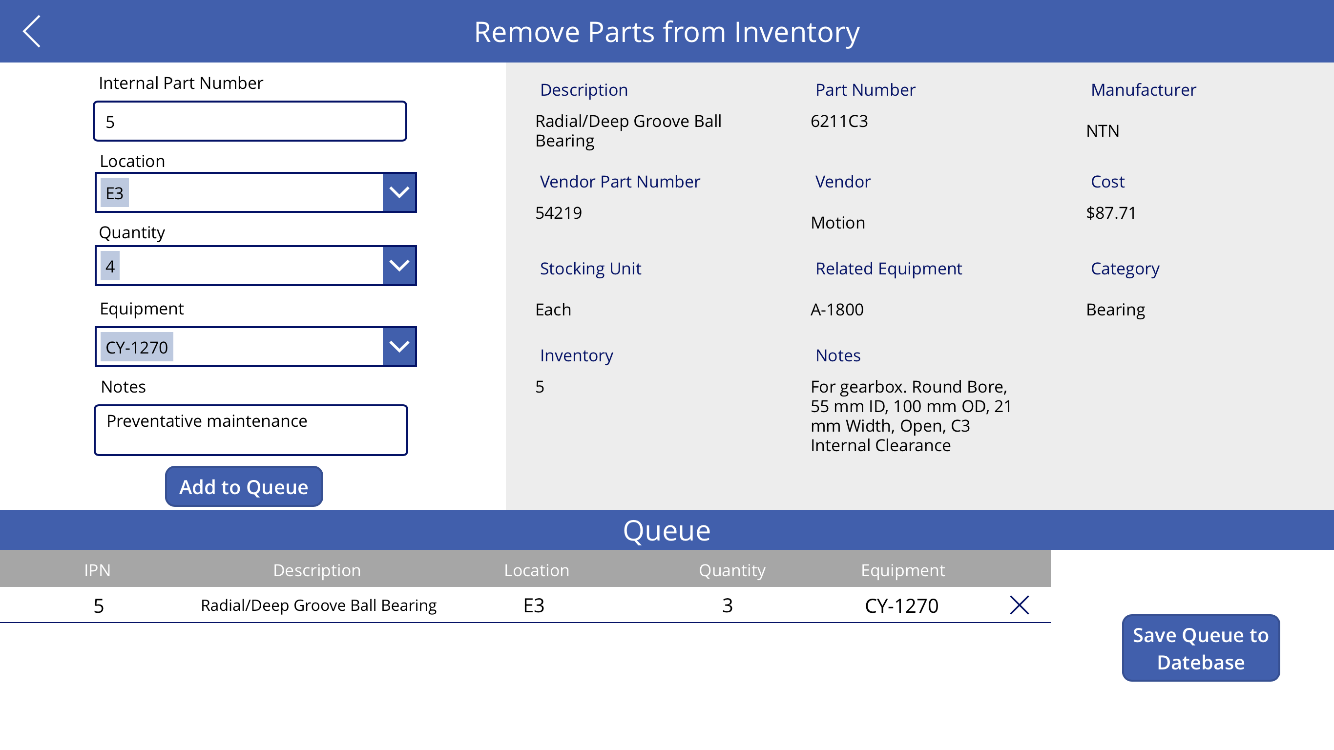 Remove Parts from Inventory
Internal Part Number
5
Location
E3
Quantity
4
Equipment
CY-1270
Notes
Preventative maintenance
Add to Queue
Description
Part Number
Manufacturer
Radial/Deep Groove Ball
Bearing
6211C3
NTN
Vendor Part Number
Vendor
Cost
54219
Motion
$87.71
Stocking Unit
Related Equipment
Category
Each
A-1800
Bearing
Inventory
Notes
5
For gearbox. Round Bore,
55 mm ID, 100 mm OD, 21
mm Width, Open, C3
Internal Clearance
Queue
IPN Description Location Quantity Equipment
5 Radial/Deep Groove Ball Bearing E3 3 CY-1270
Save Queue to
Datebase